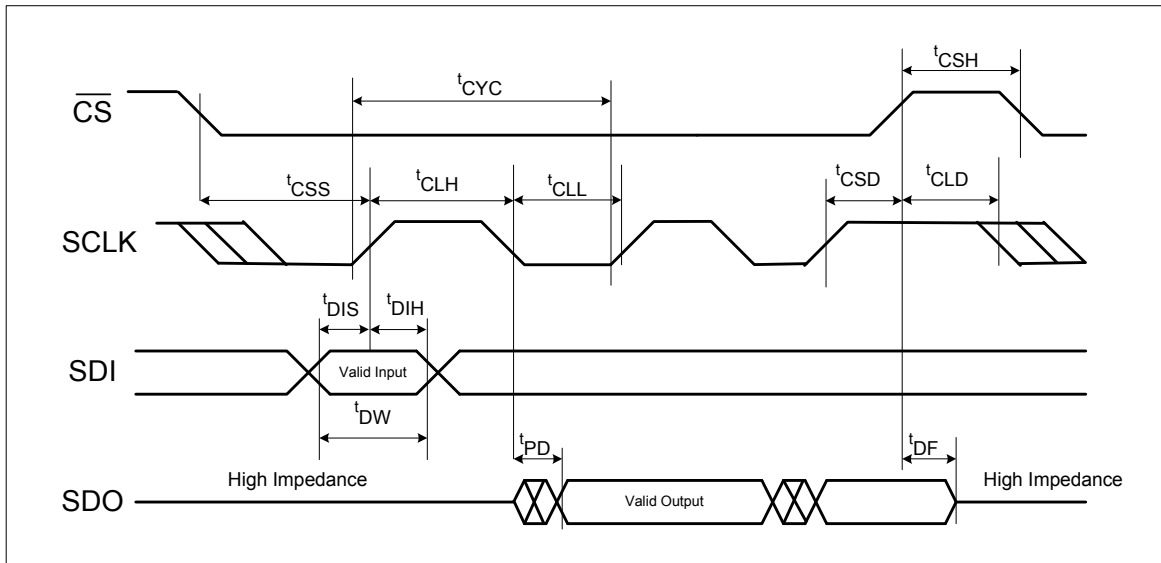 tCSH
tCYC
CS
tCSS
tCLH
tCLL
tCSD
tCLD
SCLK
tDIS
tDIH
SDI
Valid Input
tDW
tPD
tDF
High Impedance
High Impedance
SDO
Valid Output